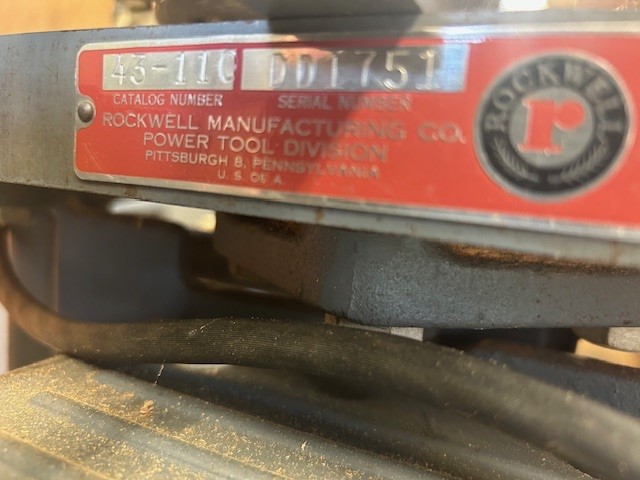 43-110 DD1751
CATALOG NUMBER SERIAL NUMBER
ROCKWELL MANUFACTURING CO.
POWER TOOL DIVISION
PITTSBURGH 8, PENNSYLVANIA
U.S. OF A.
ROCKWELL
r